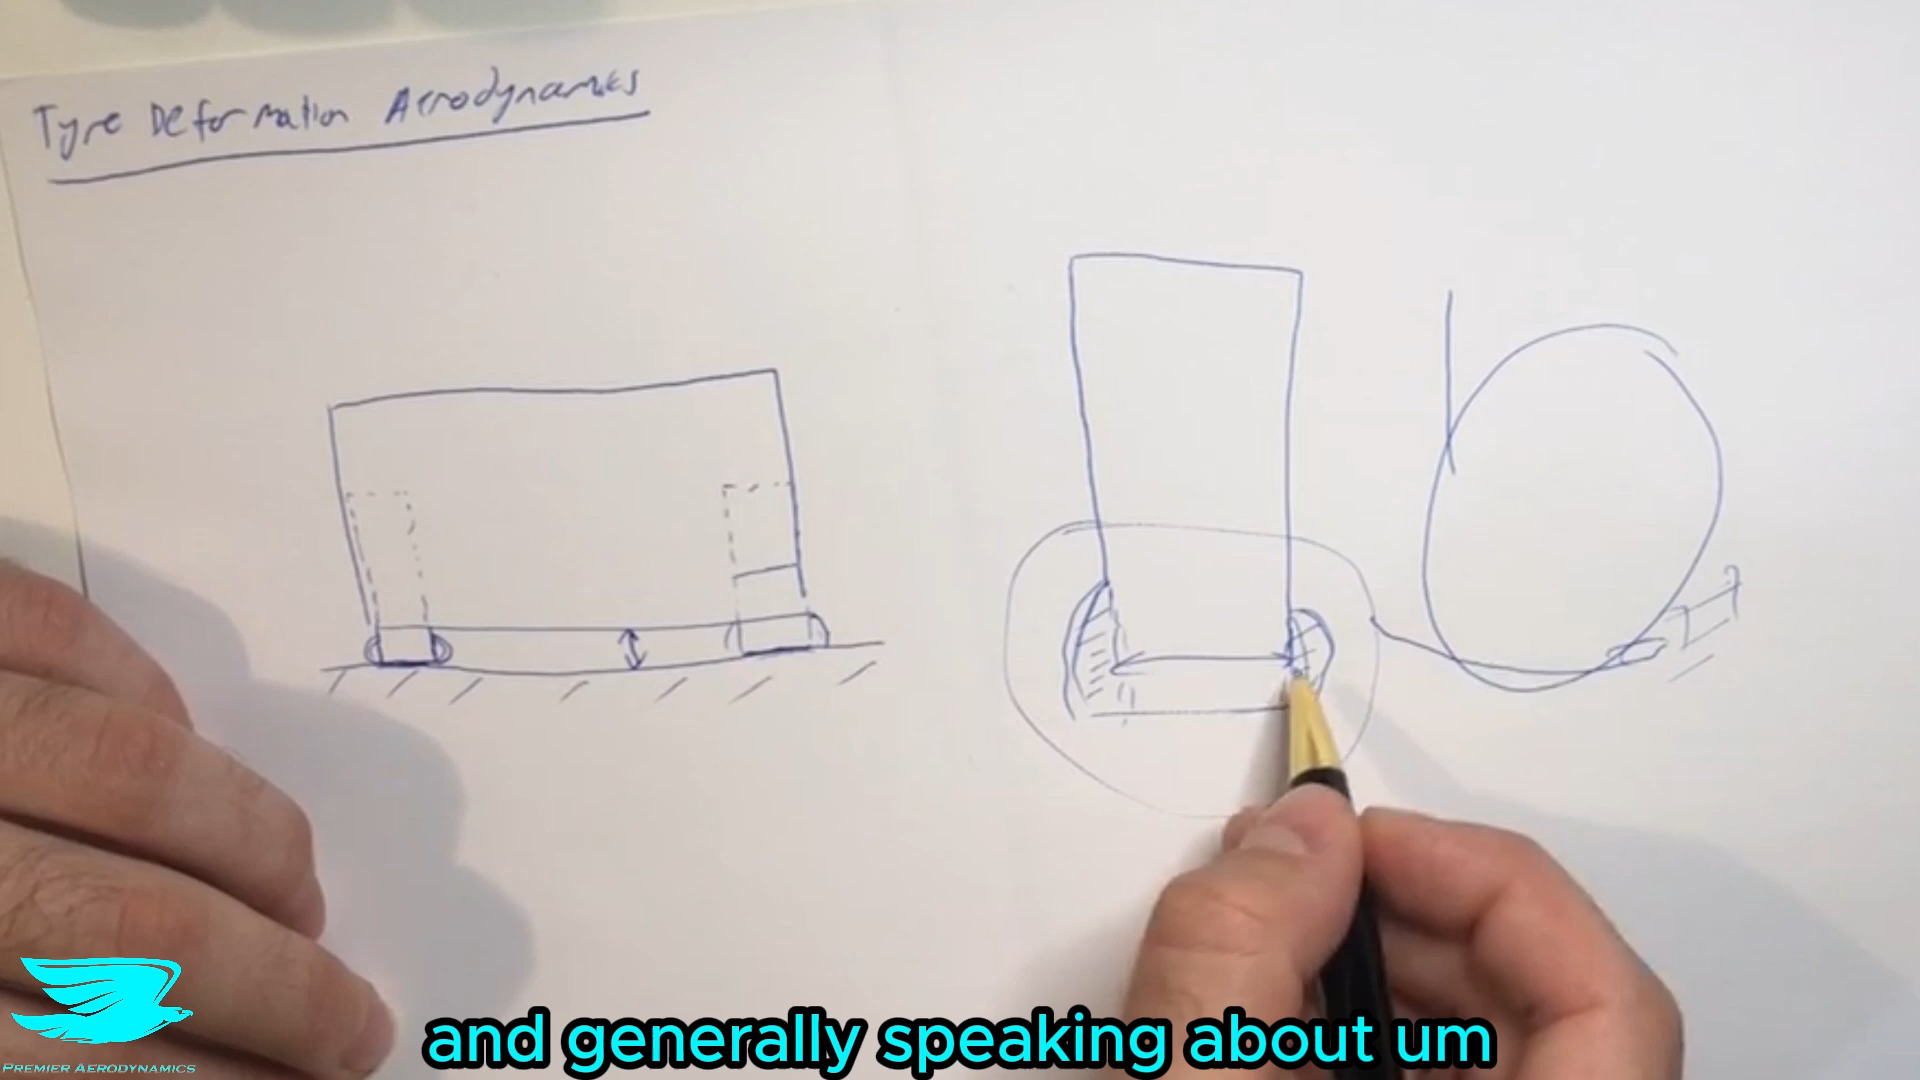 Tyre Deformation Aerodynamics
and generally speaking about um
PREMIER AERODYNAMICS